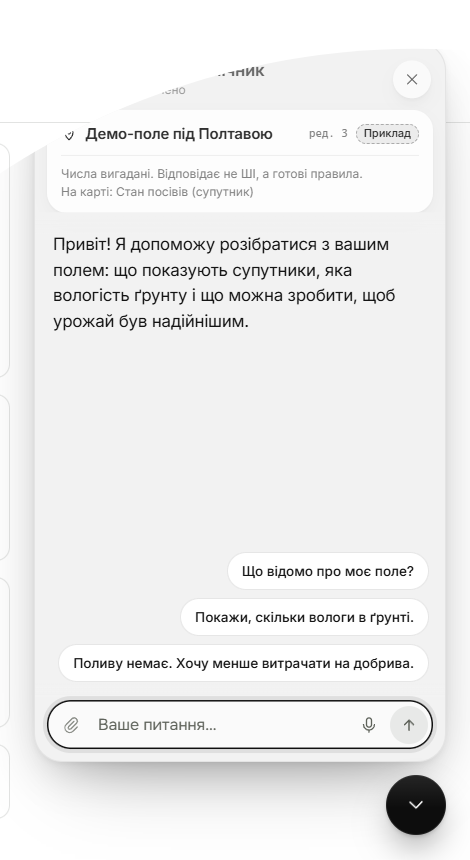 Демо-поле під Полтавою
ред. 3
Приклад
Числа вигадані. Відповідає не ШІ, а готові правила.
На карті: Стан посівів (супутник)
Привіт! Я допоможу розібратися з вашим
полем: що показують супутники, яка
вологість ґрунту і що можна зробити, щоб
урожай був надійнішим.
Що відомо про моє поле?
Покажи, скільки вологи в ґрунті.
Поливу немає. Хочу менше витрачати на добрива.
Ваше питання...